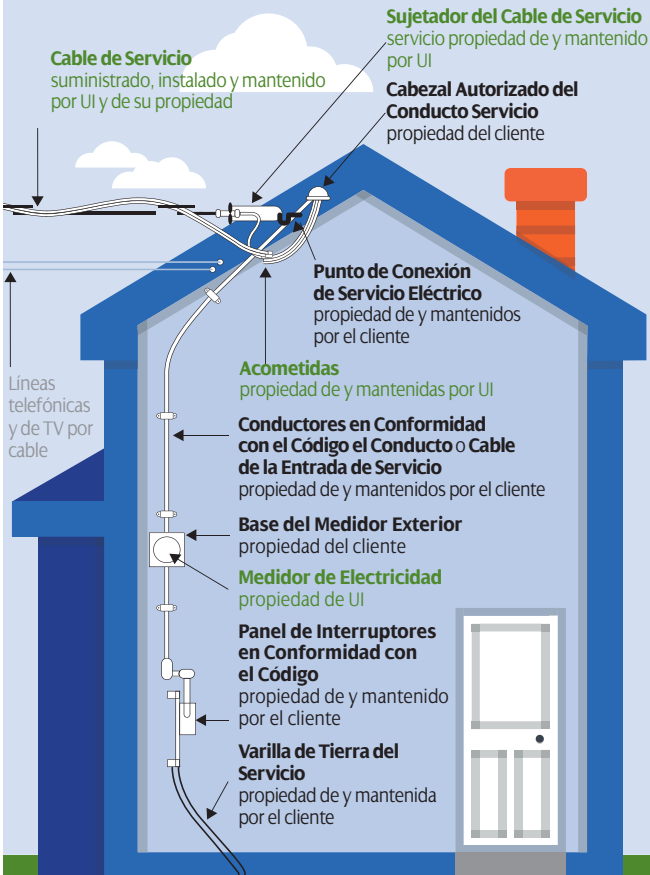 Sujetador del Cable de Servicio
servicio propiedad de y mantenido
por UI
Cable de Servicio
suministrado, instalado y mantenido
por UI y de su propiedad
Cabezal Autorizado del
Conducto Servicio
propiedad del cliente
Punto de Conexión
de Servicio Eléctrico
propiedad de y mantenidos
por el cliente
Líneas
telefónicas
y de TV por
cable
Acometidas
propiedad de y mantenidas por UI
Conductores en Conformidad
con el Código el Conducto o Cable
de la Entrada de Servicio
propiedad de y mantenidos por el cliente
Base del Medidor Exterior
propiedad del cliente
Medidor de Electricidad
propiedad de UI
Panel de Interruptores
en Conformidad con
el Código
propiedad de y mantenido
por el cliente
Varilla de Tierra del
Servicio
propiedad de y mantenida
por el cliente